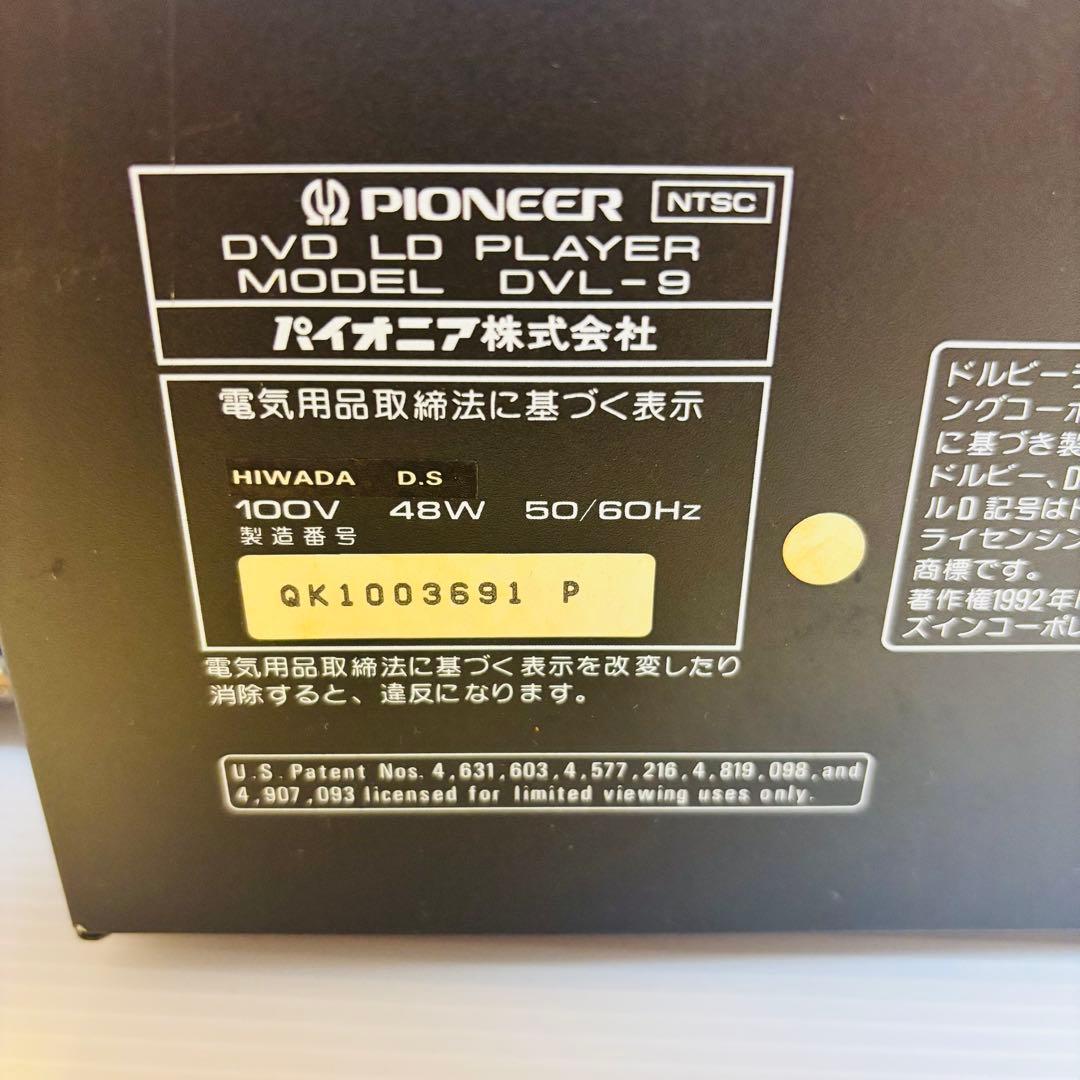 PIONEER NTSC
DVD LD PLAYER
MODEL DVL-9
パイオニア株式会社
電気用品取締法に基づく表示
HIWADA D.S
100V 48W 50/60Hz
製造番号
QK1003691 P
電気用品取締法に基づく表示を改変したり
消除すると、違反になります。
U.S. Patent Nos. 4,631,603,4,577,216,4,819,098,and
4,907,093 licensed for limited viewing uses only.
ドルビー
ングコーポ
に基づき製
ドルビー、D
ルD記号は
ライセンシン
商標です。
著作権1992年
ズインコーポレ